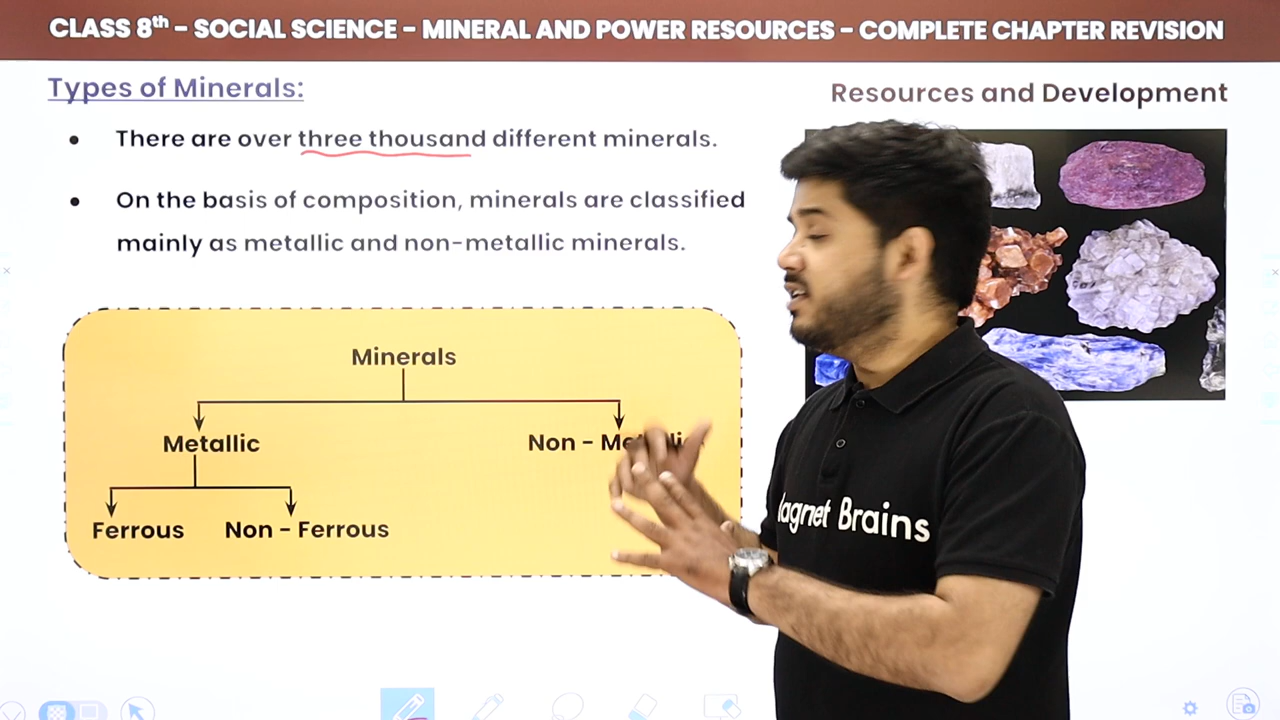 CLASS 8th – SOCIAL SCIENCE – MINERAL AND POWER RESOURCES – COMPLETE CHAPTER REVISION
Types of Minerals:
Resources and Development
• There are over three thousand different minerals.
• On the basis of composition, minerals are classified
mainly as metallic and non-metallic minerals.
Minerals
Metallic
Non -
Ferrous
Non - Ferrous
Brains